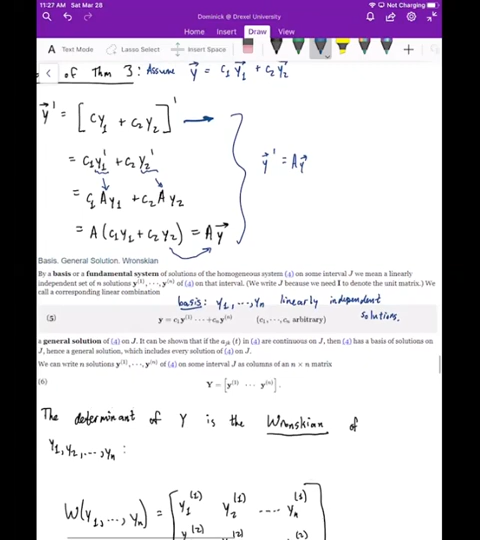 11:27 AM Sat Mar 28
Not Charging
Dominick @ Drexel University
Home Insert Draw View
Text Mode Lasso Select Insert Space
of Thm 3: Assume y⃗ = c₁y⃗₁ + c₂y⃗₂
y⃗' = [cy₁ + c₂y₂]'
= c₁y₁' + c₂y₂'
y⃗' = Ay⃗
= c₁Ay₁ + c₂Ay₂
= A(c₁y₁ + c₂y₂) = Ay⃗
Basis. General Solution. Wronskian
By a basis or a fundamental system of solutions of the homogeneous system (4) on some interval J we mean a linearly
independent set of n solutions y⁽¹⁾, ⋯, y⁽ⁿ⁾ of (4) on that interval. (We write J because we need I to denote the unit matrix.) We
call a corresponding linear combination
basis: y₁, ..., yₙ linearly independent
solutions.
(5) y = c₁y⁽¹⁾ ⋯ + cₙy⁽ⁿ⁾ (c₁, ⋯, cₙ arbitrary)
a general solution of (4) on J. It can be shown that if the aⱼₖ(t) in (4) are continuous on J, then (4) has a basis of solutions on
J, hence a general solution, which includes every solution of (4) on J.
We can write n solutions y⁽¹⁾, ⋯, y⁽ⁿ⁾ of (4) on some interval J as columns of an n × n matrix
(6) Y = [y⁽¹⁾ ⋯ y⁽ⁿ⁾].
The determinant of Y is the Wronskian of
y₁, y₂, ..., yₙ :
W(y₁, ..., yₙ) = [y₁⁽¹⁾ y₂⁽¹⁾ .... yₙ⁽¹⁾